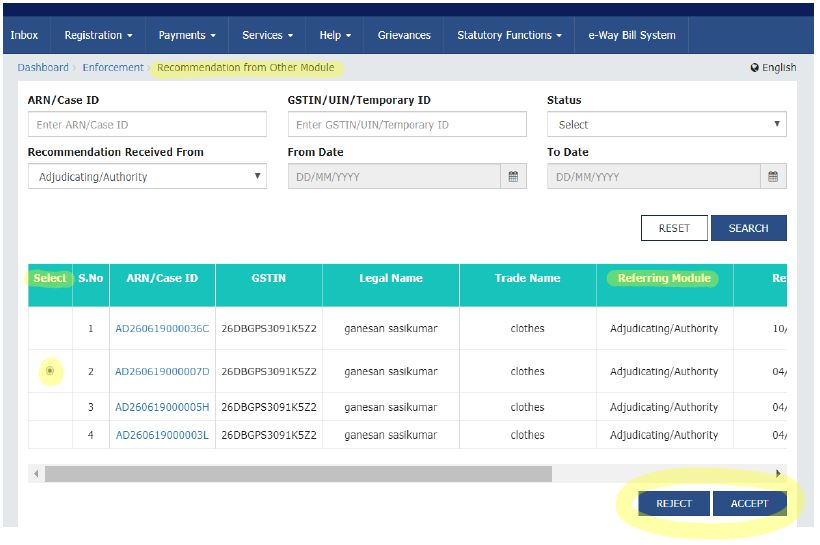 Inbox Registration Payments Services Help Grievances Statutory Functions e-Way Bill System
Dashboard › Enforcement › Recommendation from Other Module English
ARN/Case ID GSTIN/UIN/Temporary ID Status
Enter ARN/Case ID Enter GSTIN/UIN/Temporary ID Select
Recommendation Received From From Date To Date
Adjudicating/Authority DD/MM/YYYY DD/MM/YYYY
RESET SEARCH
Select S.No ARN/Case ID GSTIN Legal Name Trade Name Referring Module Re
1 AD260619000036C 26DBGPS3091K5Z2 ganesan sasikumar clothes Adjudicating/Authority 10/
2 AD260619000007D 26DBGPS3091K5Z2 ganesan sasikumar clothes Adjudicating/Authority 04/
3 AD260619000005H 26DBGPS3091K5Z2 ganesan sasikumar clothes Adjudicating/Authority 04/
4 AD260619000003L 26DBGPS3091K5Z2 ganesan sasikumar clothes Adjudicating/Authority 04/
REJECT ACCEPT